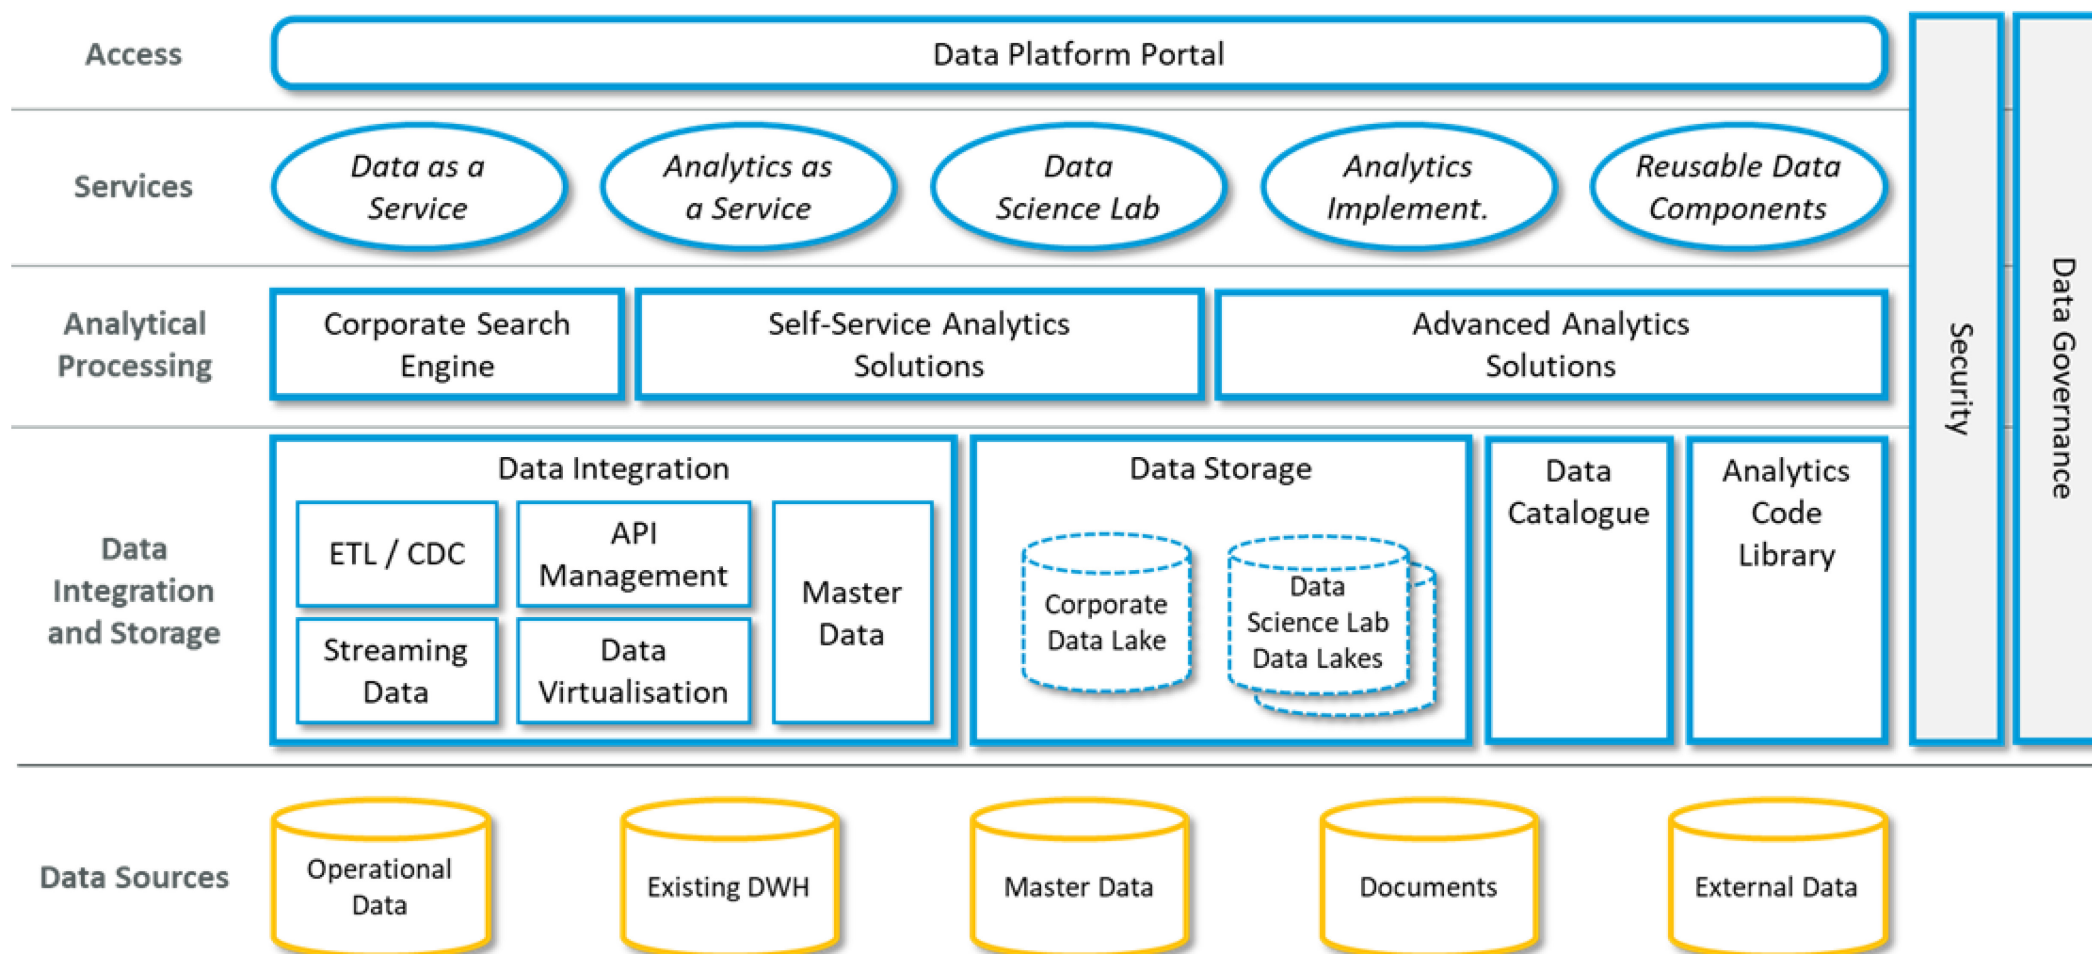 Access
Data Platform Portal
Services
Data as a
Service
Analytics as
a Service
Data
Science Lab
Analytics
Implement.
Reusable Data
Components
Analytical
Processing
Corporate Search
Engine
Self-Service Analytics
Solutions
Advanced Analytics
Solutions
Data
Integration
and Storage
Data Integration
ETL / CDC
API
Management
Streaming
Data
Data
Virtualisation
Master
Data
Data Storage
Corporate
Data Lake
Data
Science Lab
Data Lakes
Data
Catalogue
Analytics
Code
Library
Security
Data Governance
Data Sources
Operational
Data
Existing DWH
Master Data
Documents
External Data